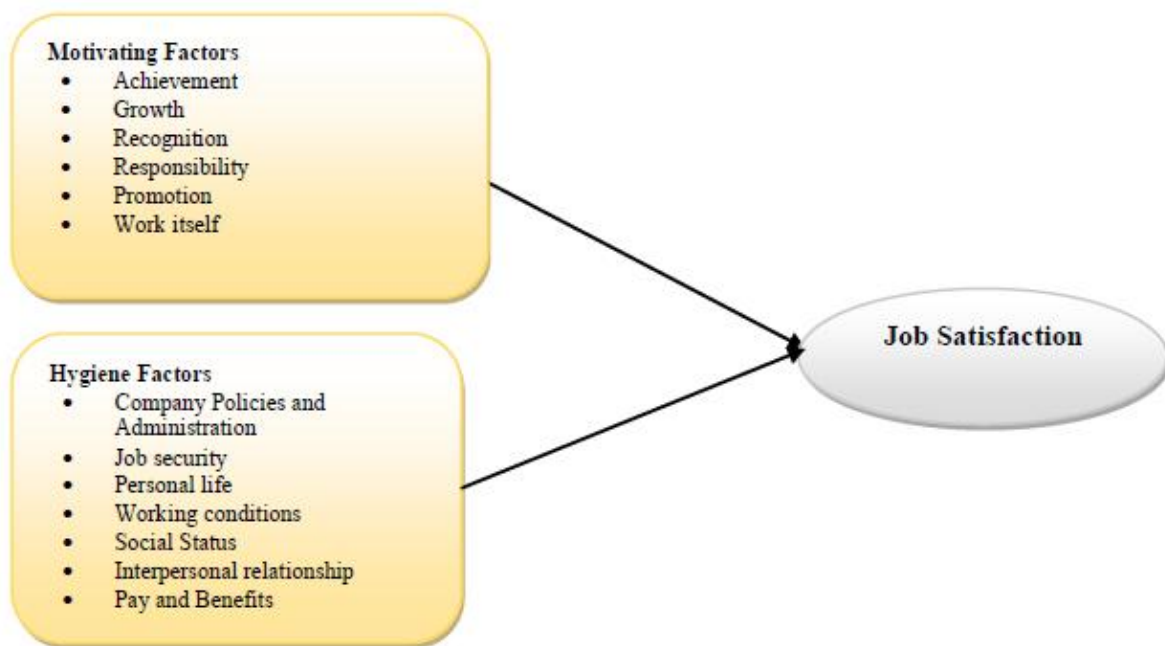 Motivating Factors
• Achievement
• Growth
• Recognition
• Responsibility
• Promotion
• Work itself
Hygiene Factors
• Company Policies and
Administration
• Job security
• Personal life
• Working conditions
• Social Status
• Interpersonal relationship
• Pay and Benefits
Job Satisfaction